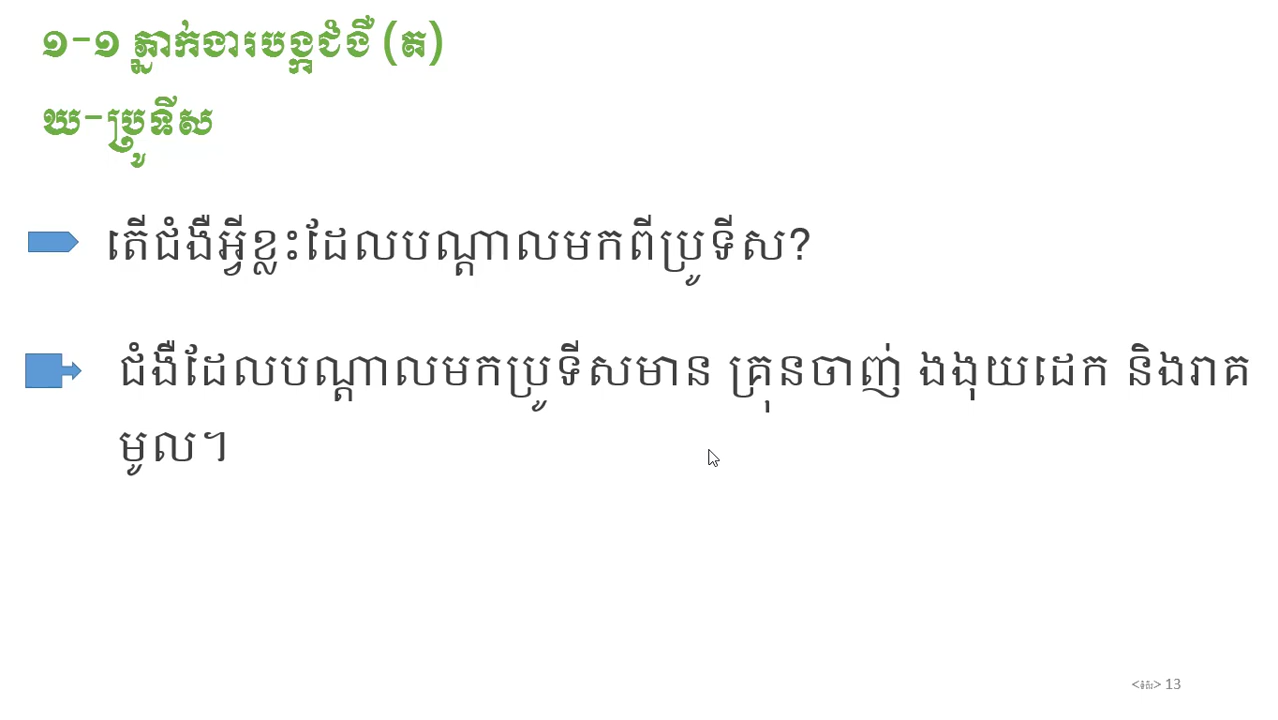 ១-១ ភ្នាក់ងារបង្កជំងឺ (ត)
ឃ-ប្រូទីស
តើជំងឺអ្វីខ្លះដែលបណ្តាលមកពីប្រូទីស?
ជំងឺដែលបណ្តាលមកប្រូទីសមាន គ្រុនចាញ់ ងងុយដេក និងរាគ
មូល។
<ទំព័រ> 13